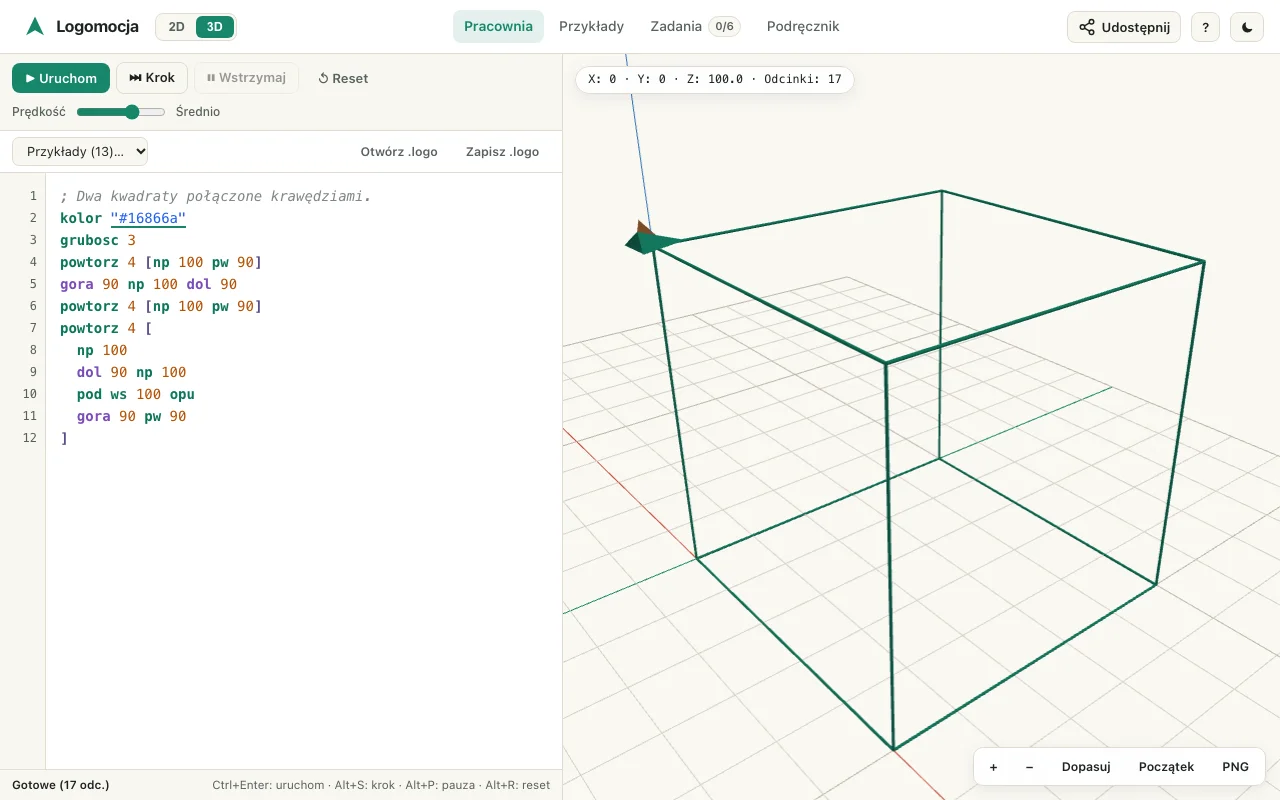 Logomocja 2D 3D Pracownia Przykłady Zadania 0/6 Podręcznik Udostępnij ?
Uruchom Krok Wstrzymaj Reset
Prędkość Średnio
Przykłady (13)... Otwórz .logo Zapisz .logo
1 ; Dwa kwadraty połączone krawędziami.
2 kolor "#16866a"
3 grubosc 3
4 powtorz 4 [np 100 pw 90]
5 gora 90 np 100 dol 90
6 powtorz 4 [np 100 pw 90]
7 powtorz 4 [
8 np 100
9 dol 90 np 100
10 pod ws 100 opu
11 gora 90 pw 90
12 ]
X: 0 · Y: 0 · Z: 100.0 · Odcinki: 17
+ − Dopasuj Początek PNG
Gotowe (17 odc.) Ctrl+Enter: uruchom · Alt+S: krok · Alt+P: pauza · Alt+R: reset